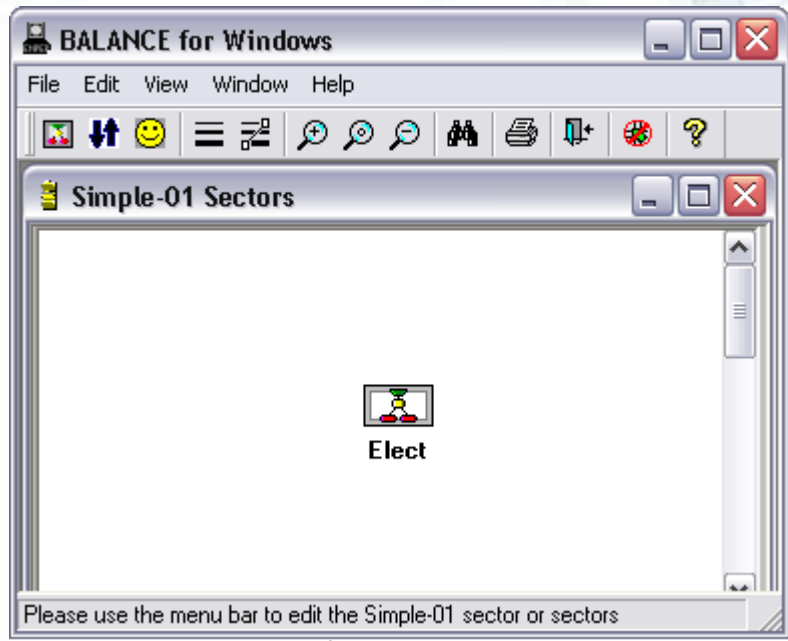 BALANCE for Windows
File Edit View Window Help
Simple-01 Sectors
Elect
Please use the menu bar to edit the Simple-01 sector or sectors